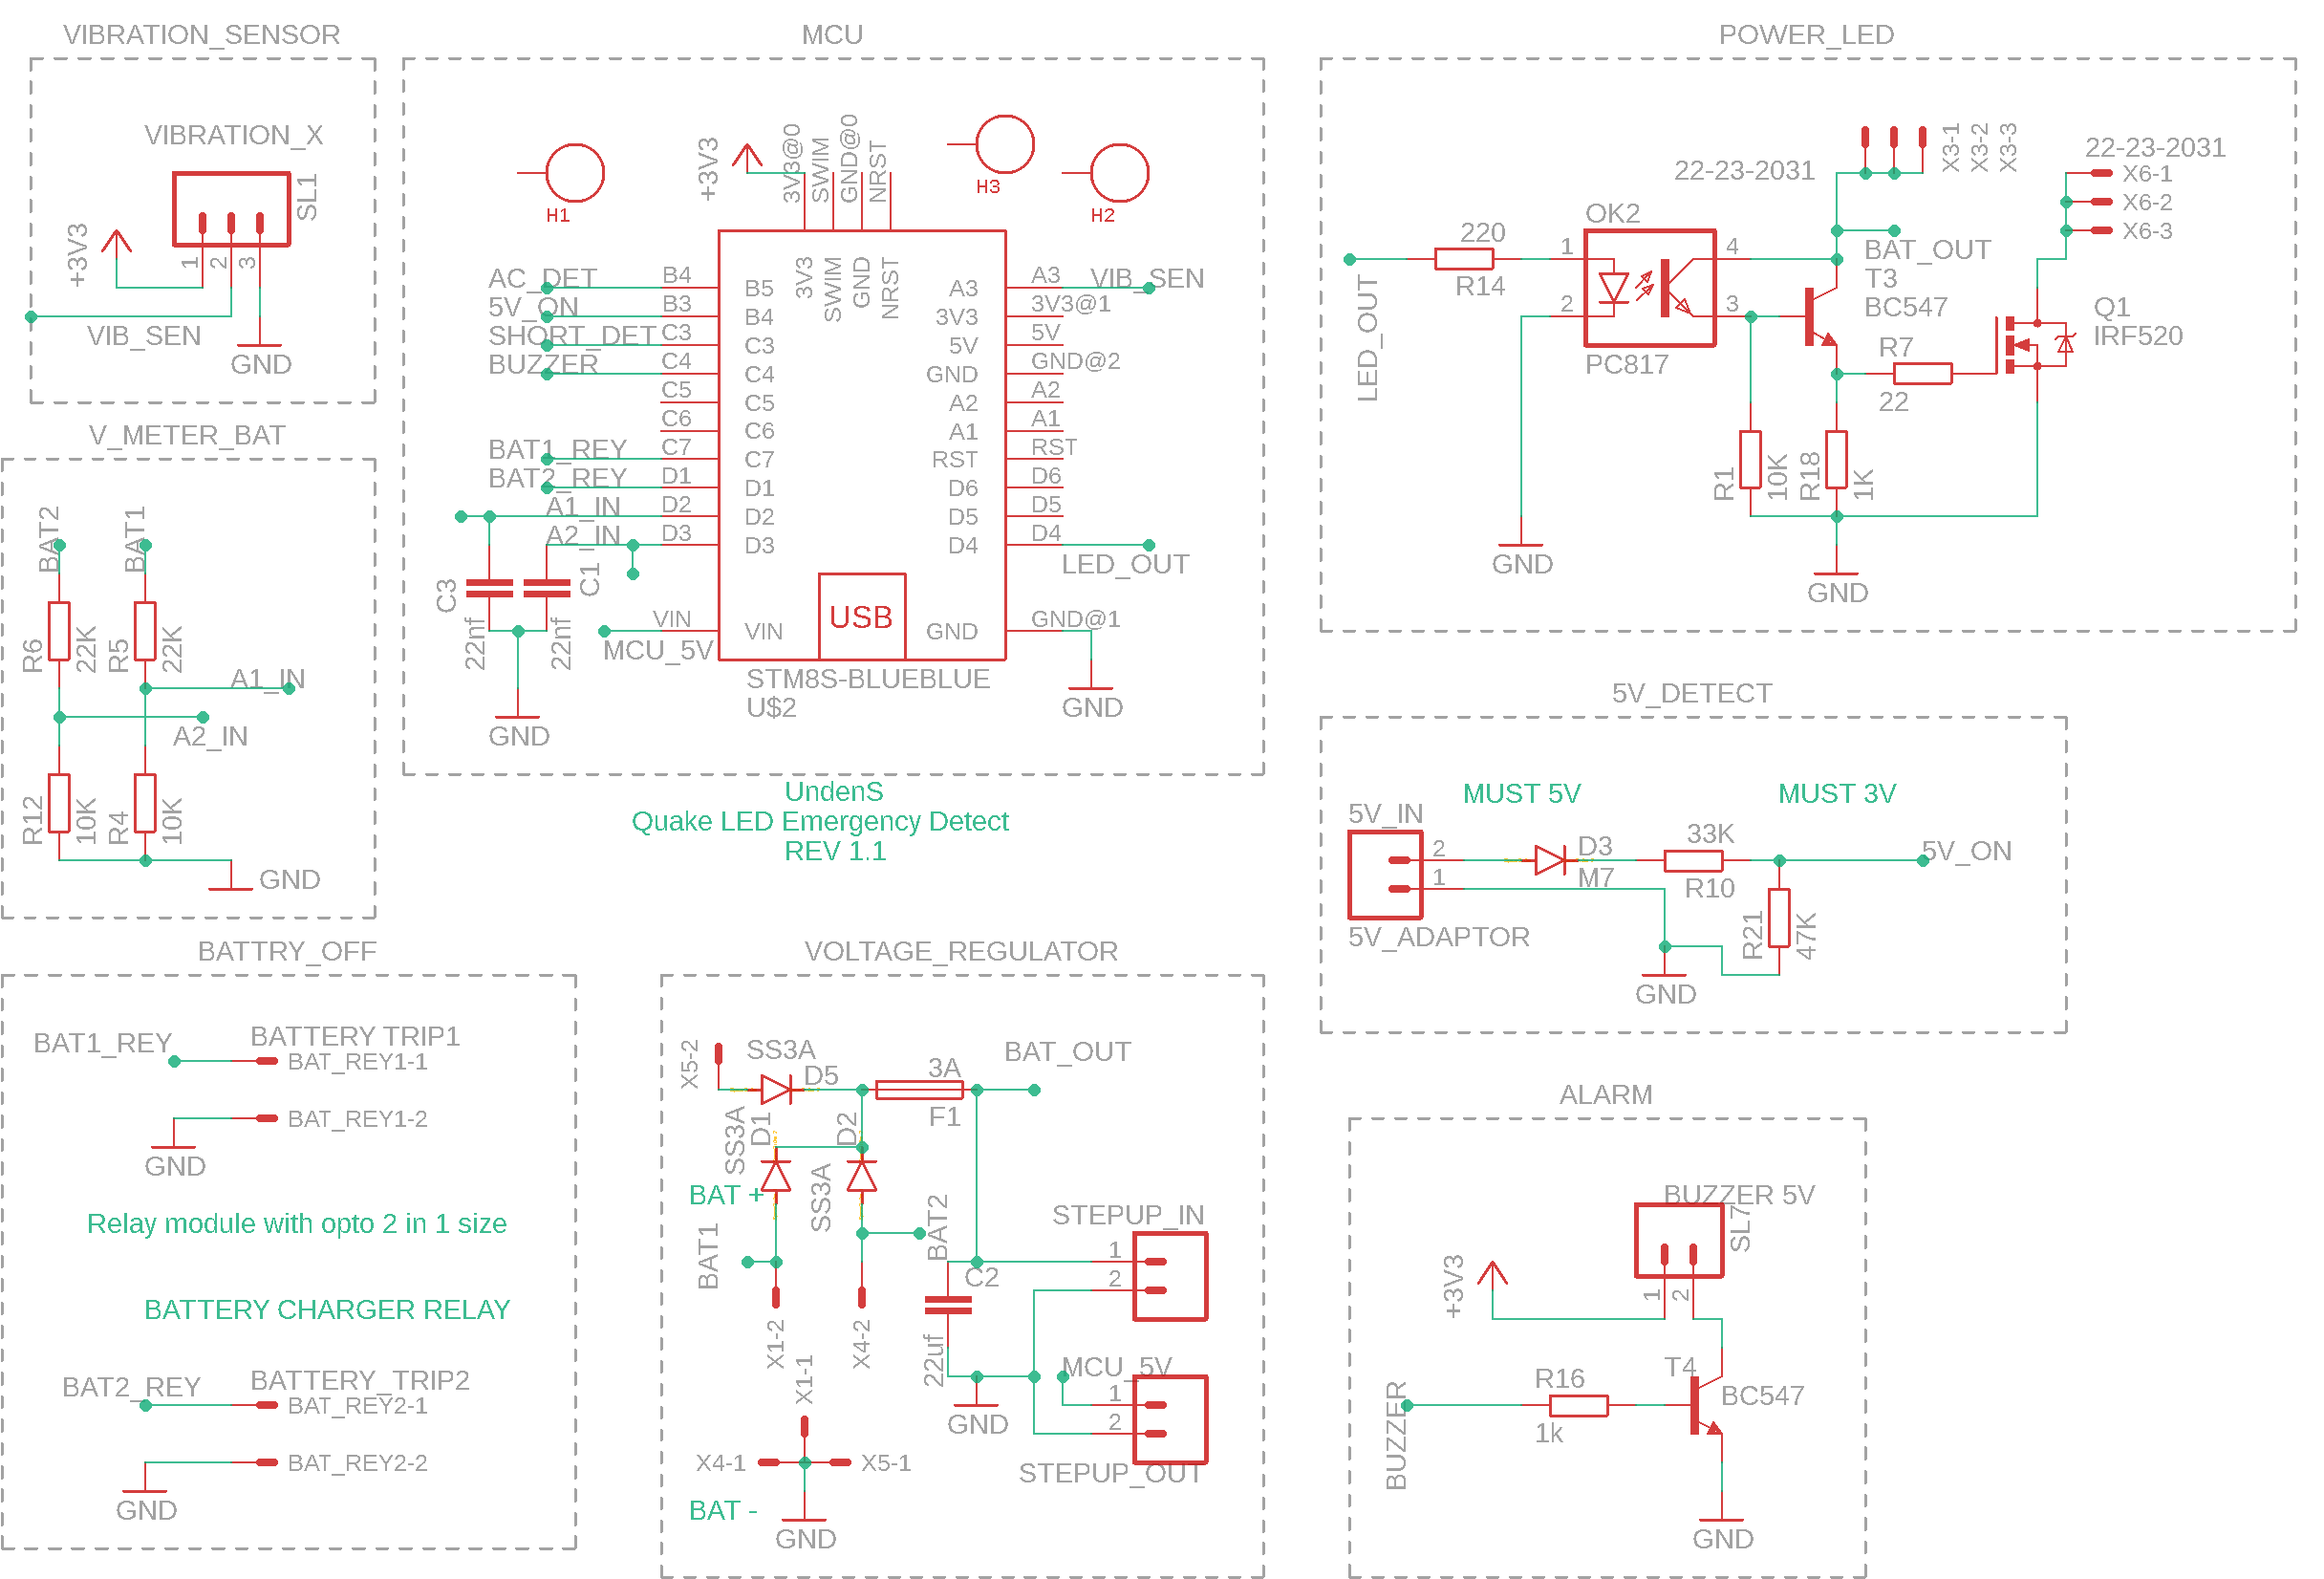 VIBRATION_SENSOR
VIBRATION_X
SL1
+3V3
1
2
3
VIB_SEN
GND
V_METER_BAT
BAT2
BAT1
R6
22K
R5
22K
A1_IN
A2_IN
R12
10K
R4
10K
GND
MCU
H1
+3V3
3V3@0
SWIM
GND@0
NRST
H3
H2
3V3
SWIM
GND
NRST
AC_DET
B4
B5
5V_ON
B3
B4
SHORT_DET
C3
C3
BUZZER
C4
C4
C5
C5
C6
C6
BAT1_REY
C7
C7
BAT2_REY
D1
D1
A1_IN
D2
D2
A2_IN
D3
D3
C3
22nf
C1
22nf
VIN
VIN
MCU_5V
GND
A3
A3
VIB_SEN
3V3
3V3@1
5V
5V
GND
GND@2
A2
A2
A1
A1
RST
RST
D6
D6
D5
D5
D4
D4
LED_OUT
USB
GND
GND@1
GND
STM8S-BLUEBLUE
U$2
UndenS
Quake LED Emergency Detect
REV 1.1
POWER_LED
22-23-2031
X3-1
X3-2
X3-3
22-23-2031
X6-1
X6-2
X6-3
LED_OUT
220
R14
OK2
1
2
4
3
PC817
BAT_OUT
T3
BC547
R7
22
Q1
IRF520
R1
10K
R18
1K
GND
GND
5V_DETECT
MUST 5V
MUST 3V
5V_IN
2
1
5V_ADAPTOR
D3
M7
33K
R10
5V_ON
R21
47K
GND
BATTRY_OFF
BAT1_REY
BATTERY TRIP1
BAT_REY1-1
BAT_REY1-2
GND
Relay module with opto 2 in 1 size
BATTERY CHARGER RELAY
BAT2_REY
BATTERY_TRIP2
BAT_REY2-1
BAT_REY2-2
GND
VOLTAGE_REGULATOR
X5-2
SS3A
D5
3A
F1
BAT_OUT
SS3A
D1
D2
SS3A
BAT +
BAT1
BAT2
X1-2
X4-2
X1-1
X4-1
X5-1
BAT -
GND
C2
22uf
GND
STEPUP_IN
1
2
MCU_5V
1
2
STEPUP_OUT
ALARM
BUZZER 5V
SL7
1
2
+3V3
BUZZER
R16
1k
T4
BC547
GND